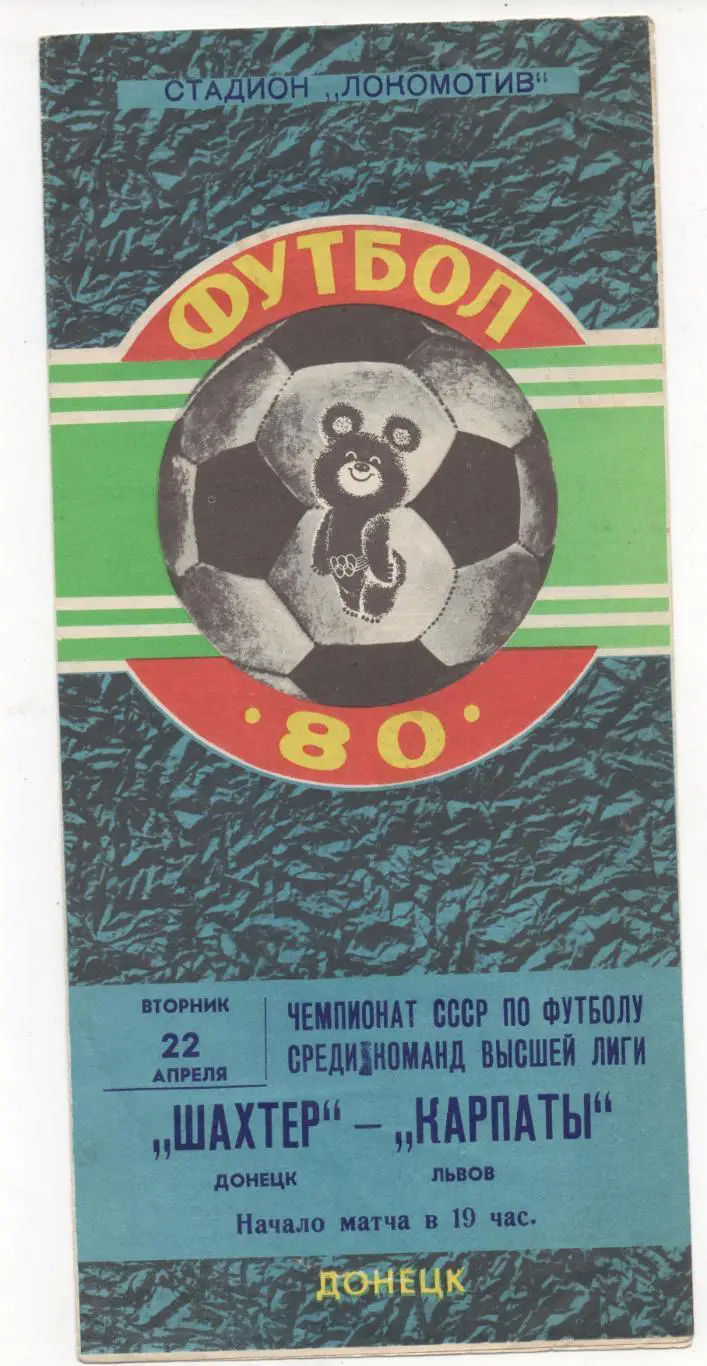 СТАДИОН „ЛОКОМОТИВ“
ФУТБОЛ
·80·
ВТОРНИК
22
АПРЕЛЯ
ЧЕМПИОНАТ СССР ПО ФУТБОЛУ
СРЕДИ КОМАНД ВЫСШЕЙ ЛИГИ
„ШАХТЕР“ – „КАРПАТЫ“
ДОНЕЦК ЛЬВОВ
Начало матча в 19 час.
ДОНЕЦК